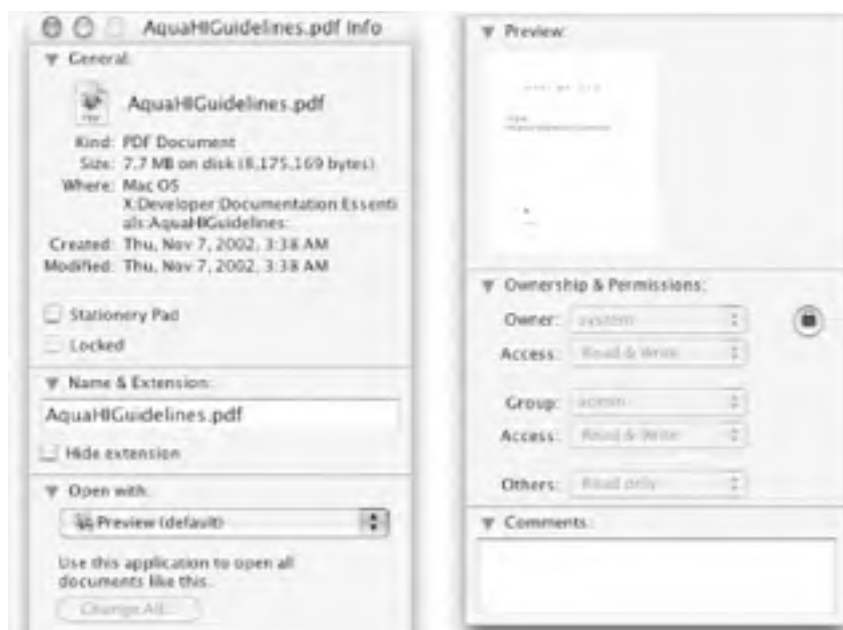 AquaHIGuidelines.pdf Info
General:
AquaHIGuidelines.pdf
Kind: PDF Document
Size: 7.7 MB on disk (8,175,169 bytes)
Where: Mac OS
X:Developer:Documentation:Essenti
als:AquaHIGuidelines:
Created: Thu, Nov 7, 2002, 3:38 AM
Modified: Thu, Nov 7, 2002, 3:38 AM
Stationery Pad
Locked
Name & Extension:
AquaHIGuidelines.pdf
Hide extension
Open with:
Preview (default)
Use this application to open all
documents like this.
Change All...
Preview:
Ownership & Permissions:
Owner: system
Access: Read & Write
Group: admin
Access: Read & Write
Others: Read only
Comments: